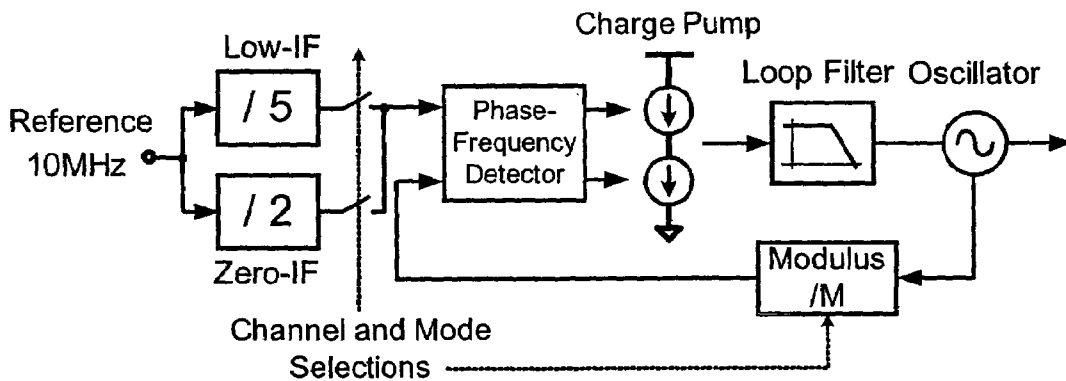 Charge Pump
Low-IF
Loop Filter
Oscillator
/ 5
Reference
10MHz
Phase-
Frequency
Detector
/ 2
Zero-IF
Modulus
/M
Channel and Mode
Selections